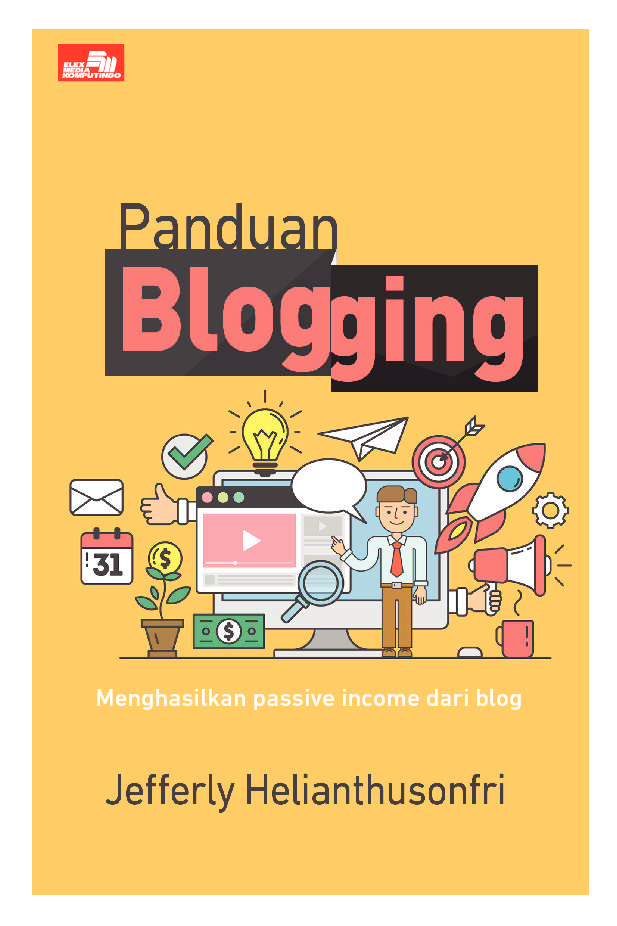 ELEX
MEDIA
KOMPUTINDO
Panduan
Blogging
31
$
$
Menghasilkan passive income dari blog
Jefferly Helianthusonfri